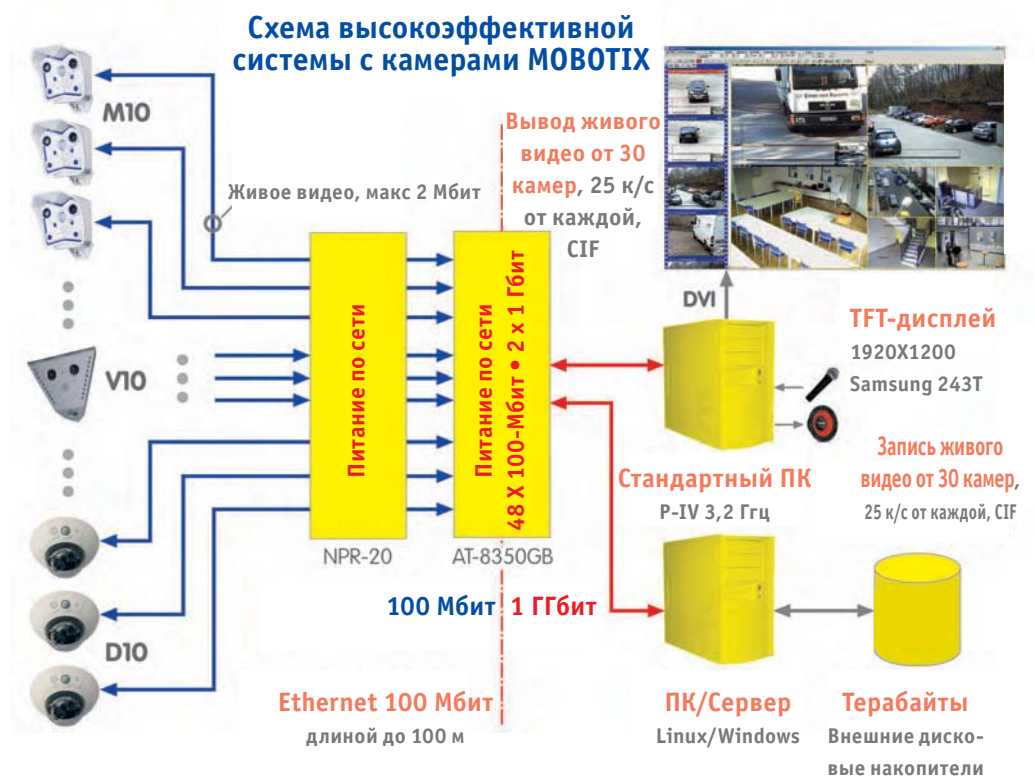 Схема высокоэффективной
системы с камерами MOBOTIX
M10
Живое видео, макс 2 Мбит
Вывод живого
видео от 30
камер, 25 к/с
от каждой,
CIF
V10
Питание по сети
Питание по сети
48 X 100-Мбит • 2 x 1 Гбит
NPR-20
AT-8350GB
DVI
TFT-дисплей
1920X1200
Samsung 243T
Стандартный ПК
P-IV 3,2 Ггц
Запись живого
видео от 30 камер,
25 к/с от каждой, CIF
100 Мбит
1 ГГбит
D10
Ethernet 100 Мбит
длиной до 100 м
ПК/Сервер
Linux/Windows
Терабайты
Внешние диско-
вые накопители